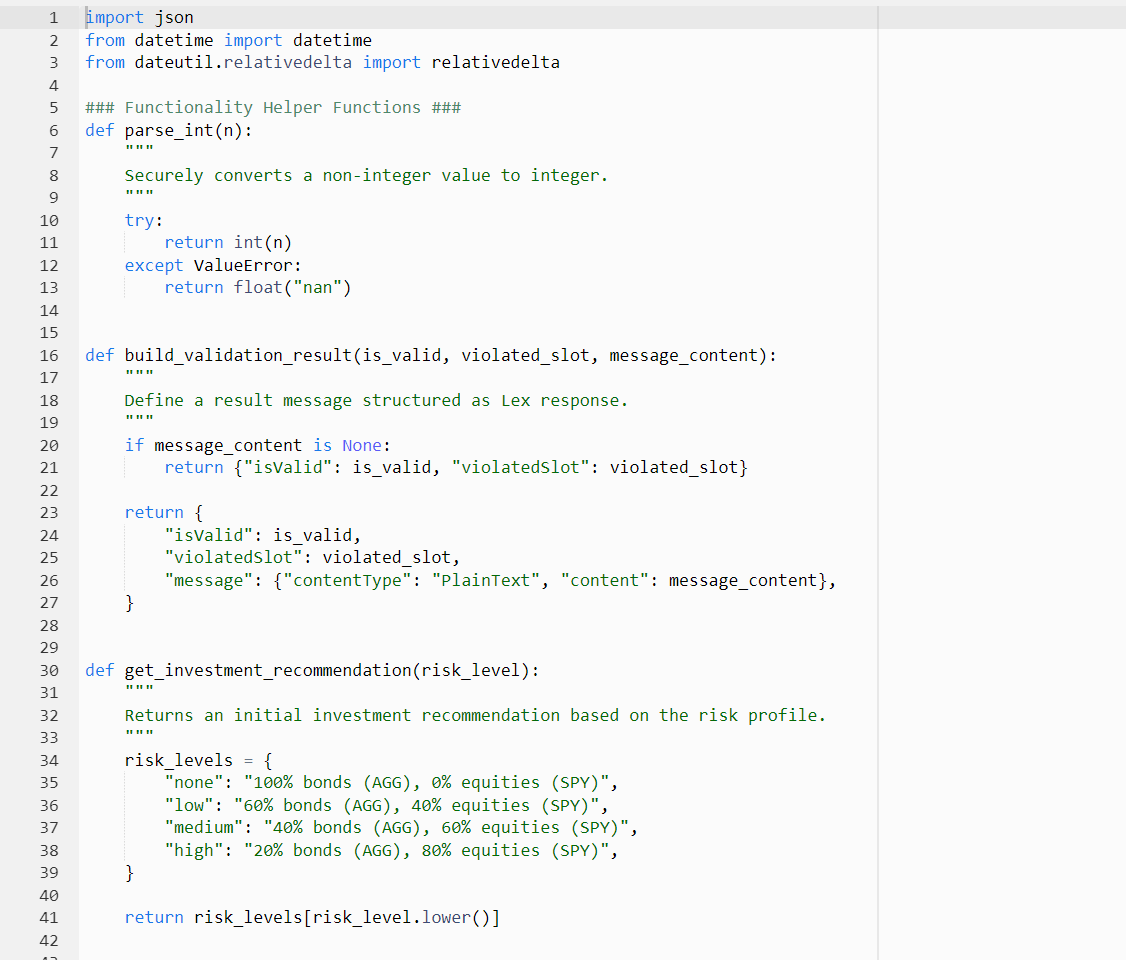 1 import json
2 from datetime import datetime
3 from dateutil.relativedelta import relativedelta
4
5 ### Functionality Helper Functions ###
6 def parse_int(n):
7     """
8     Securely converts a non-integer value to integer.
9     """
10     try:
11         return int(n)
12     except ValueError:
13         return float("nan")
14
15
16 def build_validation_result(is_valid, violated_slot, message_content):
17     """
18     Define a result message structured as Lex response.
19     """
20     if message_content is None:
21         return {"isValid": is_valid, "violatedSlot": violated_slot}
22
23     return {
24         "isValid": is_valid,
25         "violatedSlot": violated_slot,
26         "message": {"contentType": "PlainText", "content": message_content},
27     }
28
29
30 def get_investment_recommendation(risk_level):
31     """
32     Returns an initial investment recommendation based on the risk profile.
33     """
34     risk_levels = {
35         "none": "100% bonds (AGG), 0% equities (SPY)",
36         "low": "60% bonds (AGG), 40% equities (SPY)",
37         "medium": "40% bonds (AGG), 60% equities (SPY)",
38         "high": "20% bonds (AGG), 80% equities (SPY)",
39     }
40
41     return risk_levels[risk_level.lower()]
42